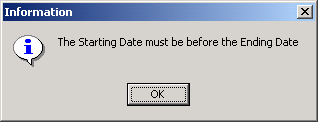 Information
The Starting Date must be before the Ending Date
OK